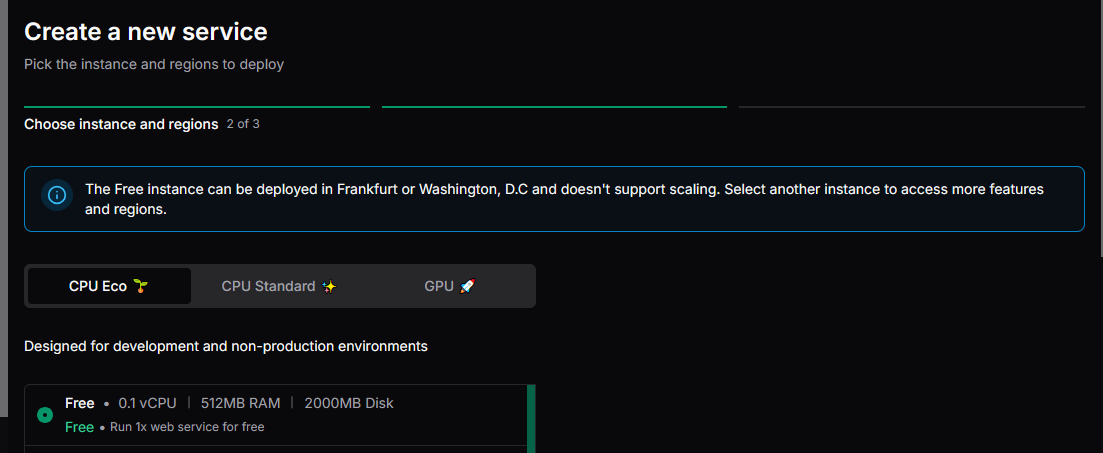 Create a new service
Pick the instance and regions to deploy
Choose instance and regions 2 of 3
The Free instance can be deployed in Frankfurt or Washington, D.C and doesn't support scaling. Select another instance to access more features
and regions.
CPU Eco 🌱 CPU Standard ✨ GPU 🚀
Designed for development and non-production environments
Free • 0.1 vCPU | 512MB RAM | 2000MB Disk
Free • Run 1x web service for free